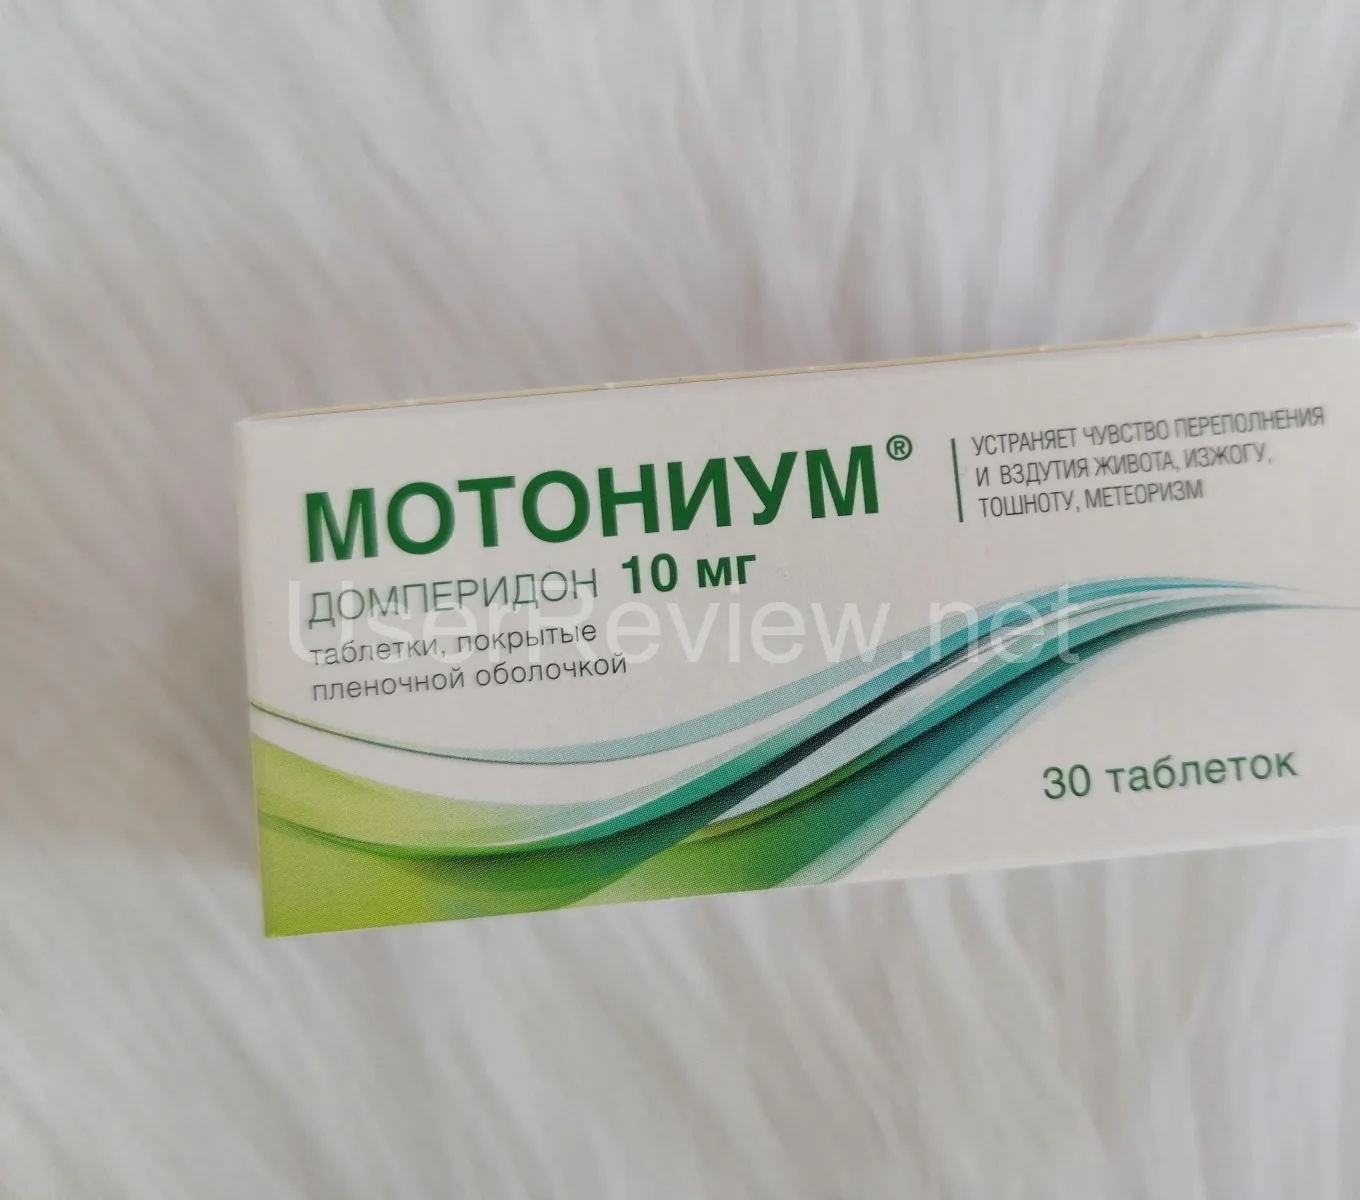 МОТОНИУМ®
ДОМПЕРИДОН 10 мг
таблетки, покрытые
пленочной оболочкой
УСТРАНЯЕТ ЧУВСТВО ПЕРЕПОЛНЕНИЯ
И ВЗДУТИЯ ЖИВОТА, ИЗЖОГУ,
ТОШНОТУ, МЕТЕОРИЗМ
30 таблеток
UserReview.net